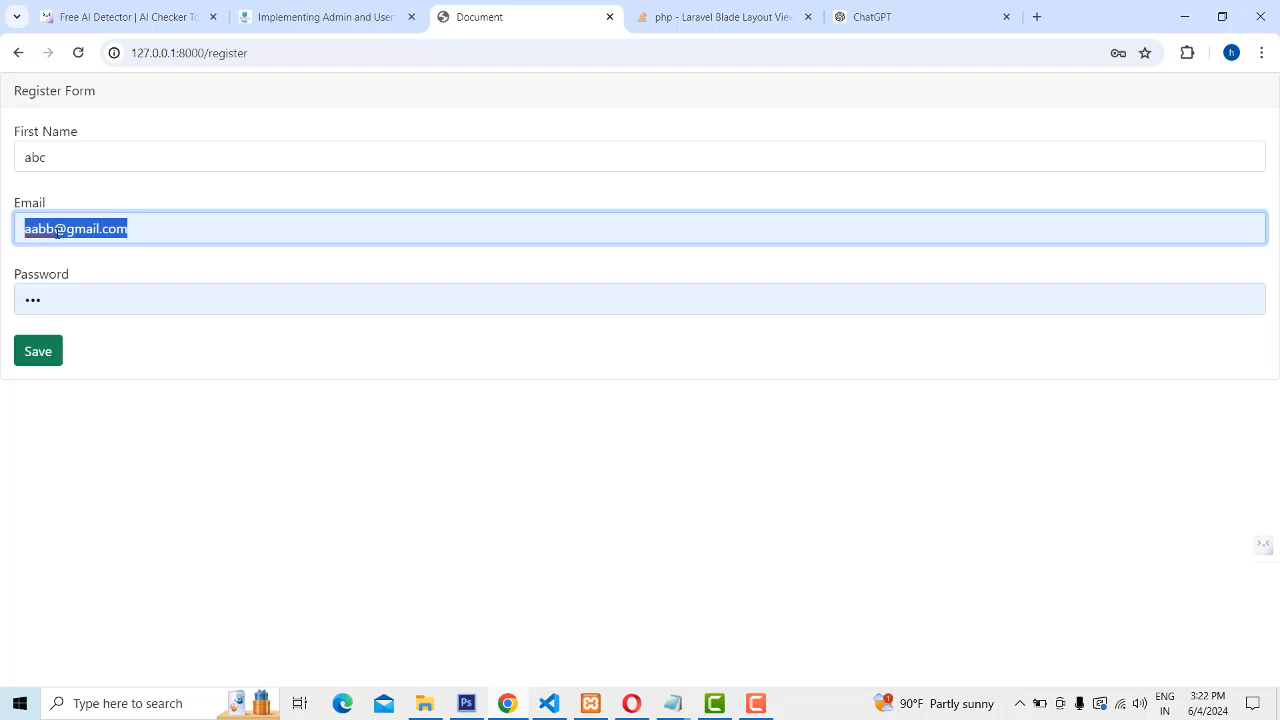 Free AI Detector | AI Checker To
Implementing Admin and User
Document
php - Laravel Blade Layout View
ChatGPT
127.0.0.1:8000/register
h
Register Form
First Name
abc
Email
aabb@gmail.com
Password
•••
Save
Type here to search
Ps
1
90°F Partly sunny
ENG
IN
3:22 PM
6/4/2024